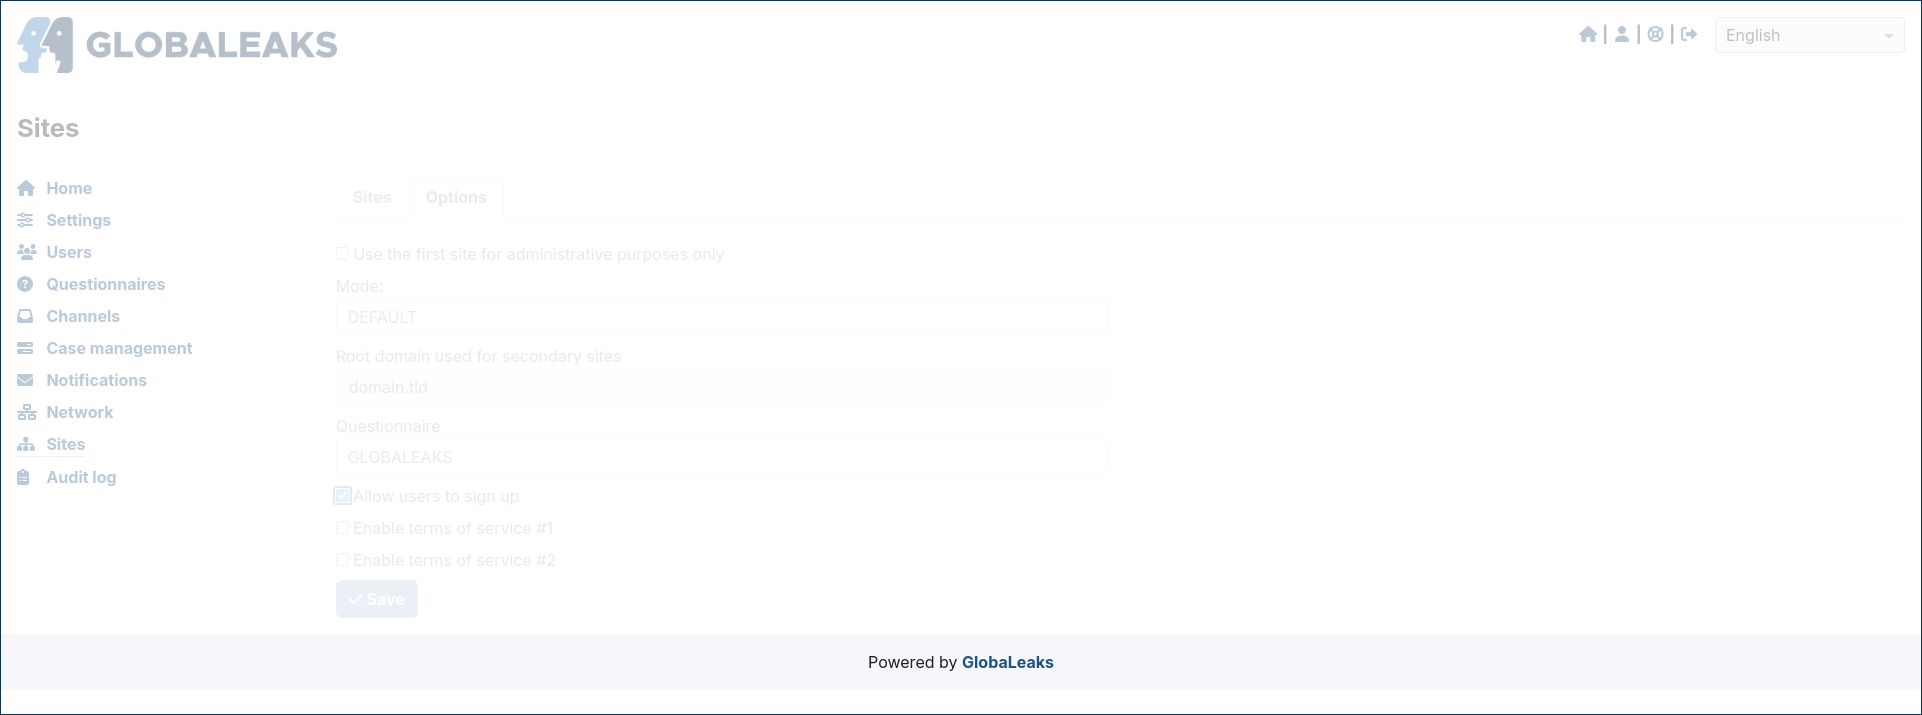 GLOBALEAKS
English
Sites
Home
Settings
Users
Questionnaires
Channels
Case management
Notifications
Network
Sites
Audit log
Sites Options
Use the first site for administrative purposes only
Mode:
DEFAULT
Root domain used for secondary sites
domain.tld
Questionnaire
GLOBALEAKS
Allow users to sign up
Enable terms of service #1
Enable terms of service #2
Save
Powered by GlobaLeaks